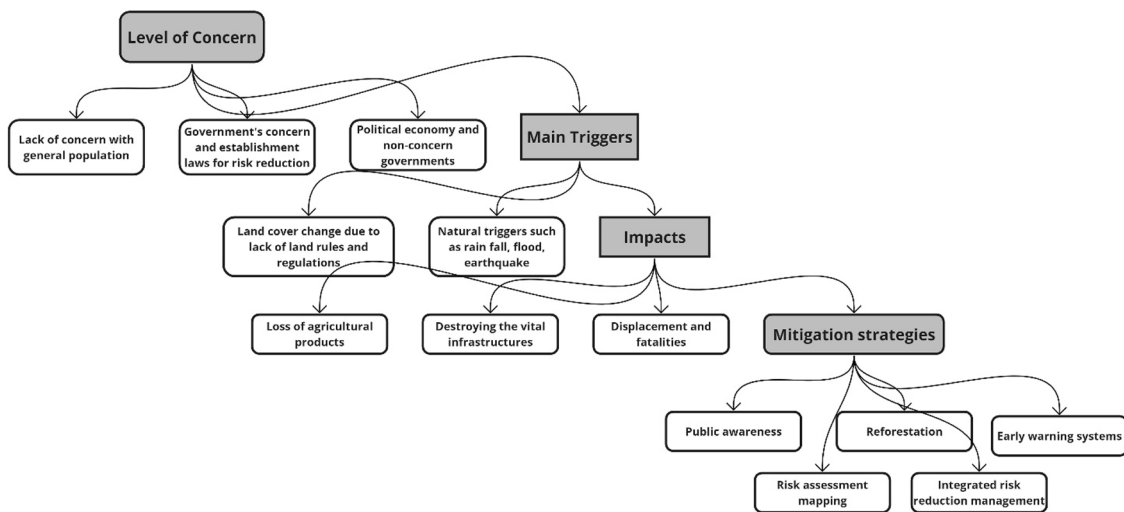 Level of Concern
Lack of concern with
general population
Government's concern
and establishment
laws for risk reduction
Political economy and
non-concern
governments
Main Triggers
Land cover change due to
lack of land rules and
regulations
Natural triggers such
as rain fall, flood,
earthquake
Impacts
Loss of agricultural
products
Destroying the vital
infrastructures
Displacement and
fatalities
Mitigation strategies
Public awareness
Reforestation
Early warning systems
Risk assessment
mapping
Integrated risk
reduction management